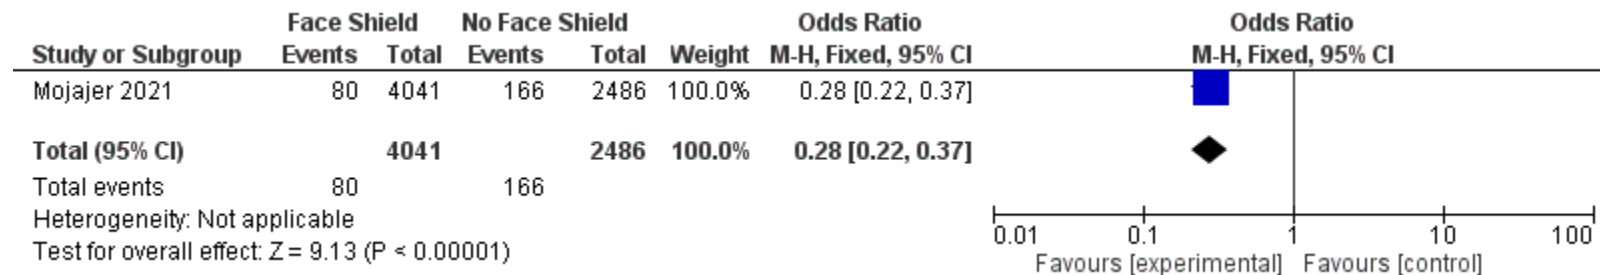 Face Shield No Face Shield Odds Ratio Odds Ratio
Study or Subgroup Events Total Events Total Weight M-H, Fixed, 95% CI M-H, Fixed, 95% CI
Mojajer 2021 80 4041 166 2486 100.0% 0.28 [0.22, 0.37]
Total (95% CI) 4041 2486 100.0% 0.28 [0.22, 0.37]
Total events 80 166
Heterogeneity: Not applicable
Test for overall effect: Z = 9.13 (P < 0.00001)
0.01 0.1 1 10 100
Favours [experimental] Favours [control]